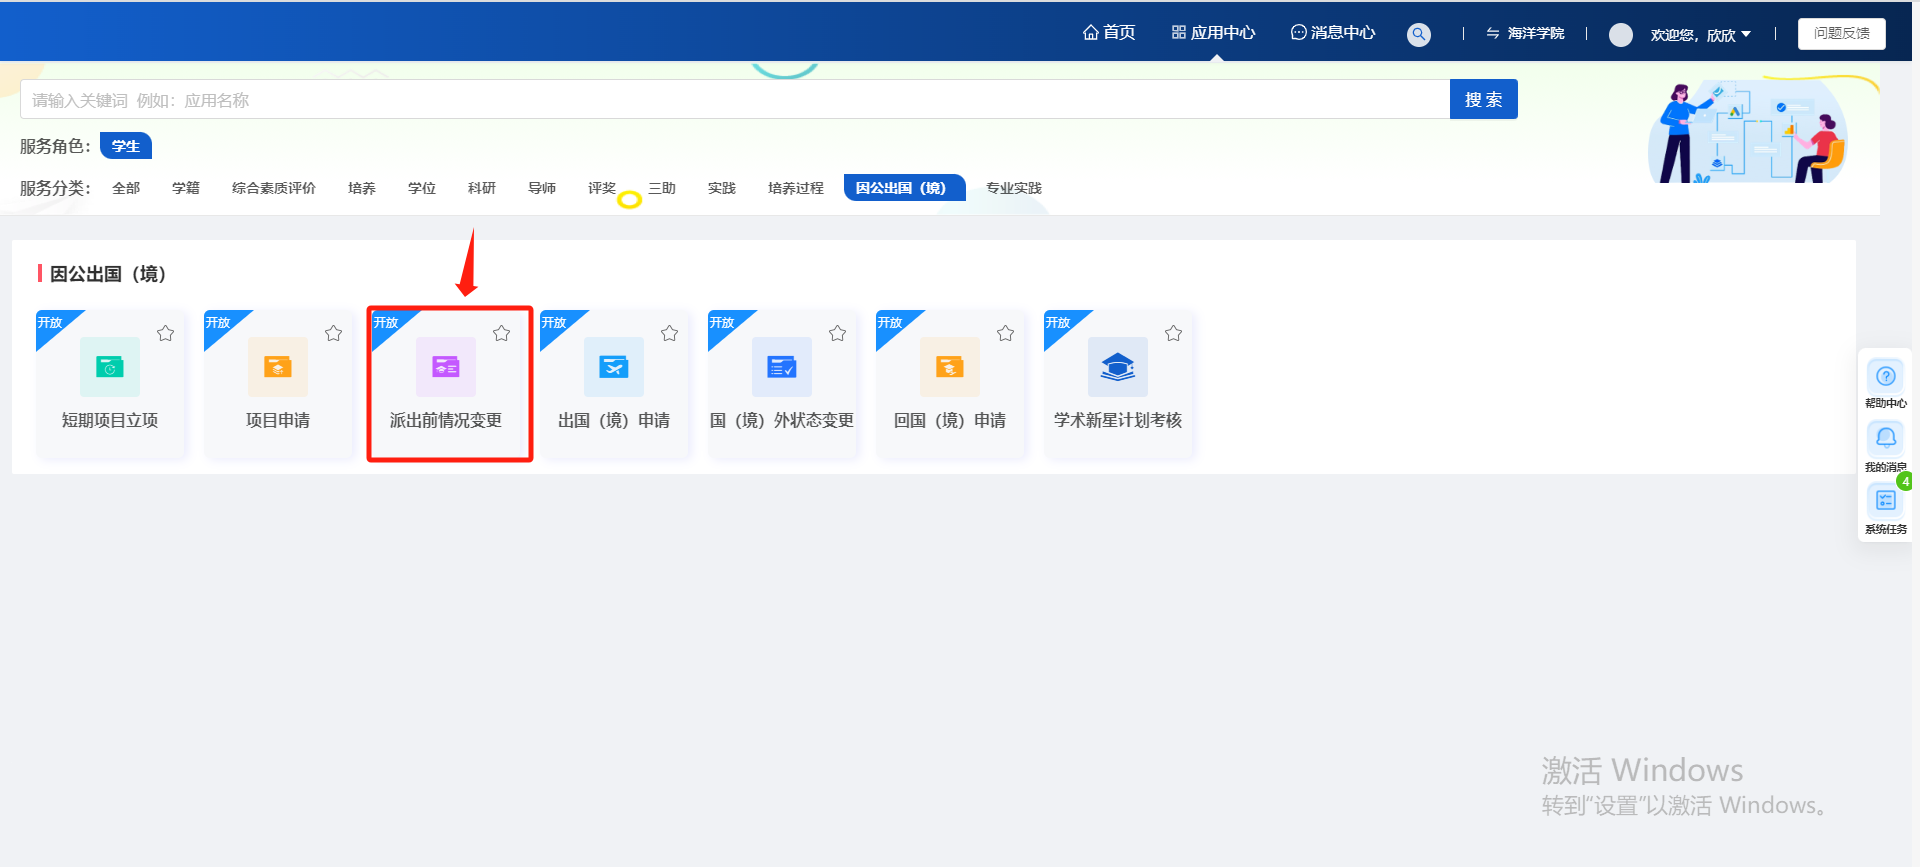 首页
应用中心
消息中心
海洋学院
欢迎您，欣欣
问题反馈
请输入关键词 例如：应用名称
搜 索
服务角色：
学生
服务分类：
全部
学籍
综合素质评价
培养
学位
科研
导师
评奖
三助
实践
培养过程
因公出国（境）
专业实践
因公出国（境）
开放
短期项目立项
开放
项目申请
开放
派出前情况变更
开放
出国（境）申请
开放
国（境）外状态变更
开放
回国（境）申请
开放
学术新星计划考核
帮助中心
我的消息
4
系统任务
激活 Windows
转到“设置”以激活 Windows。